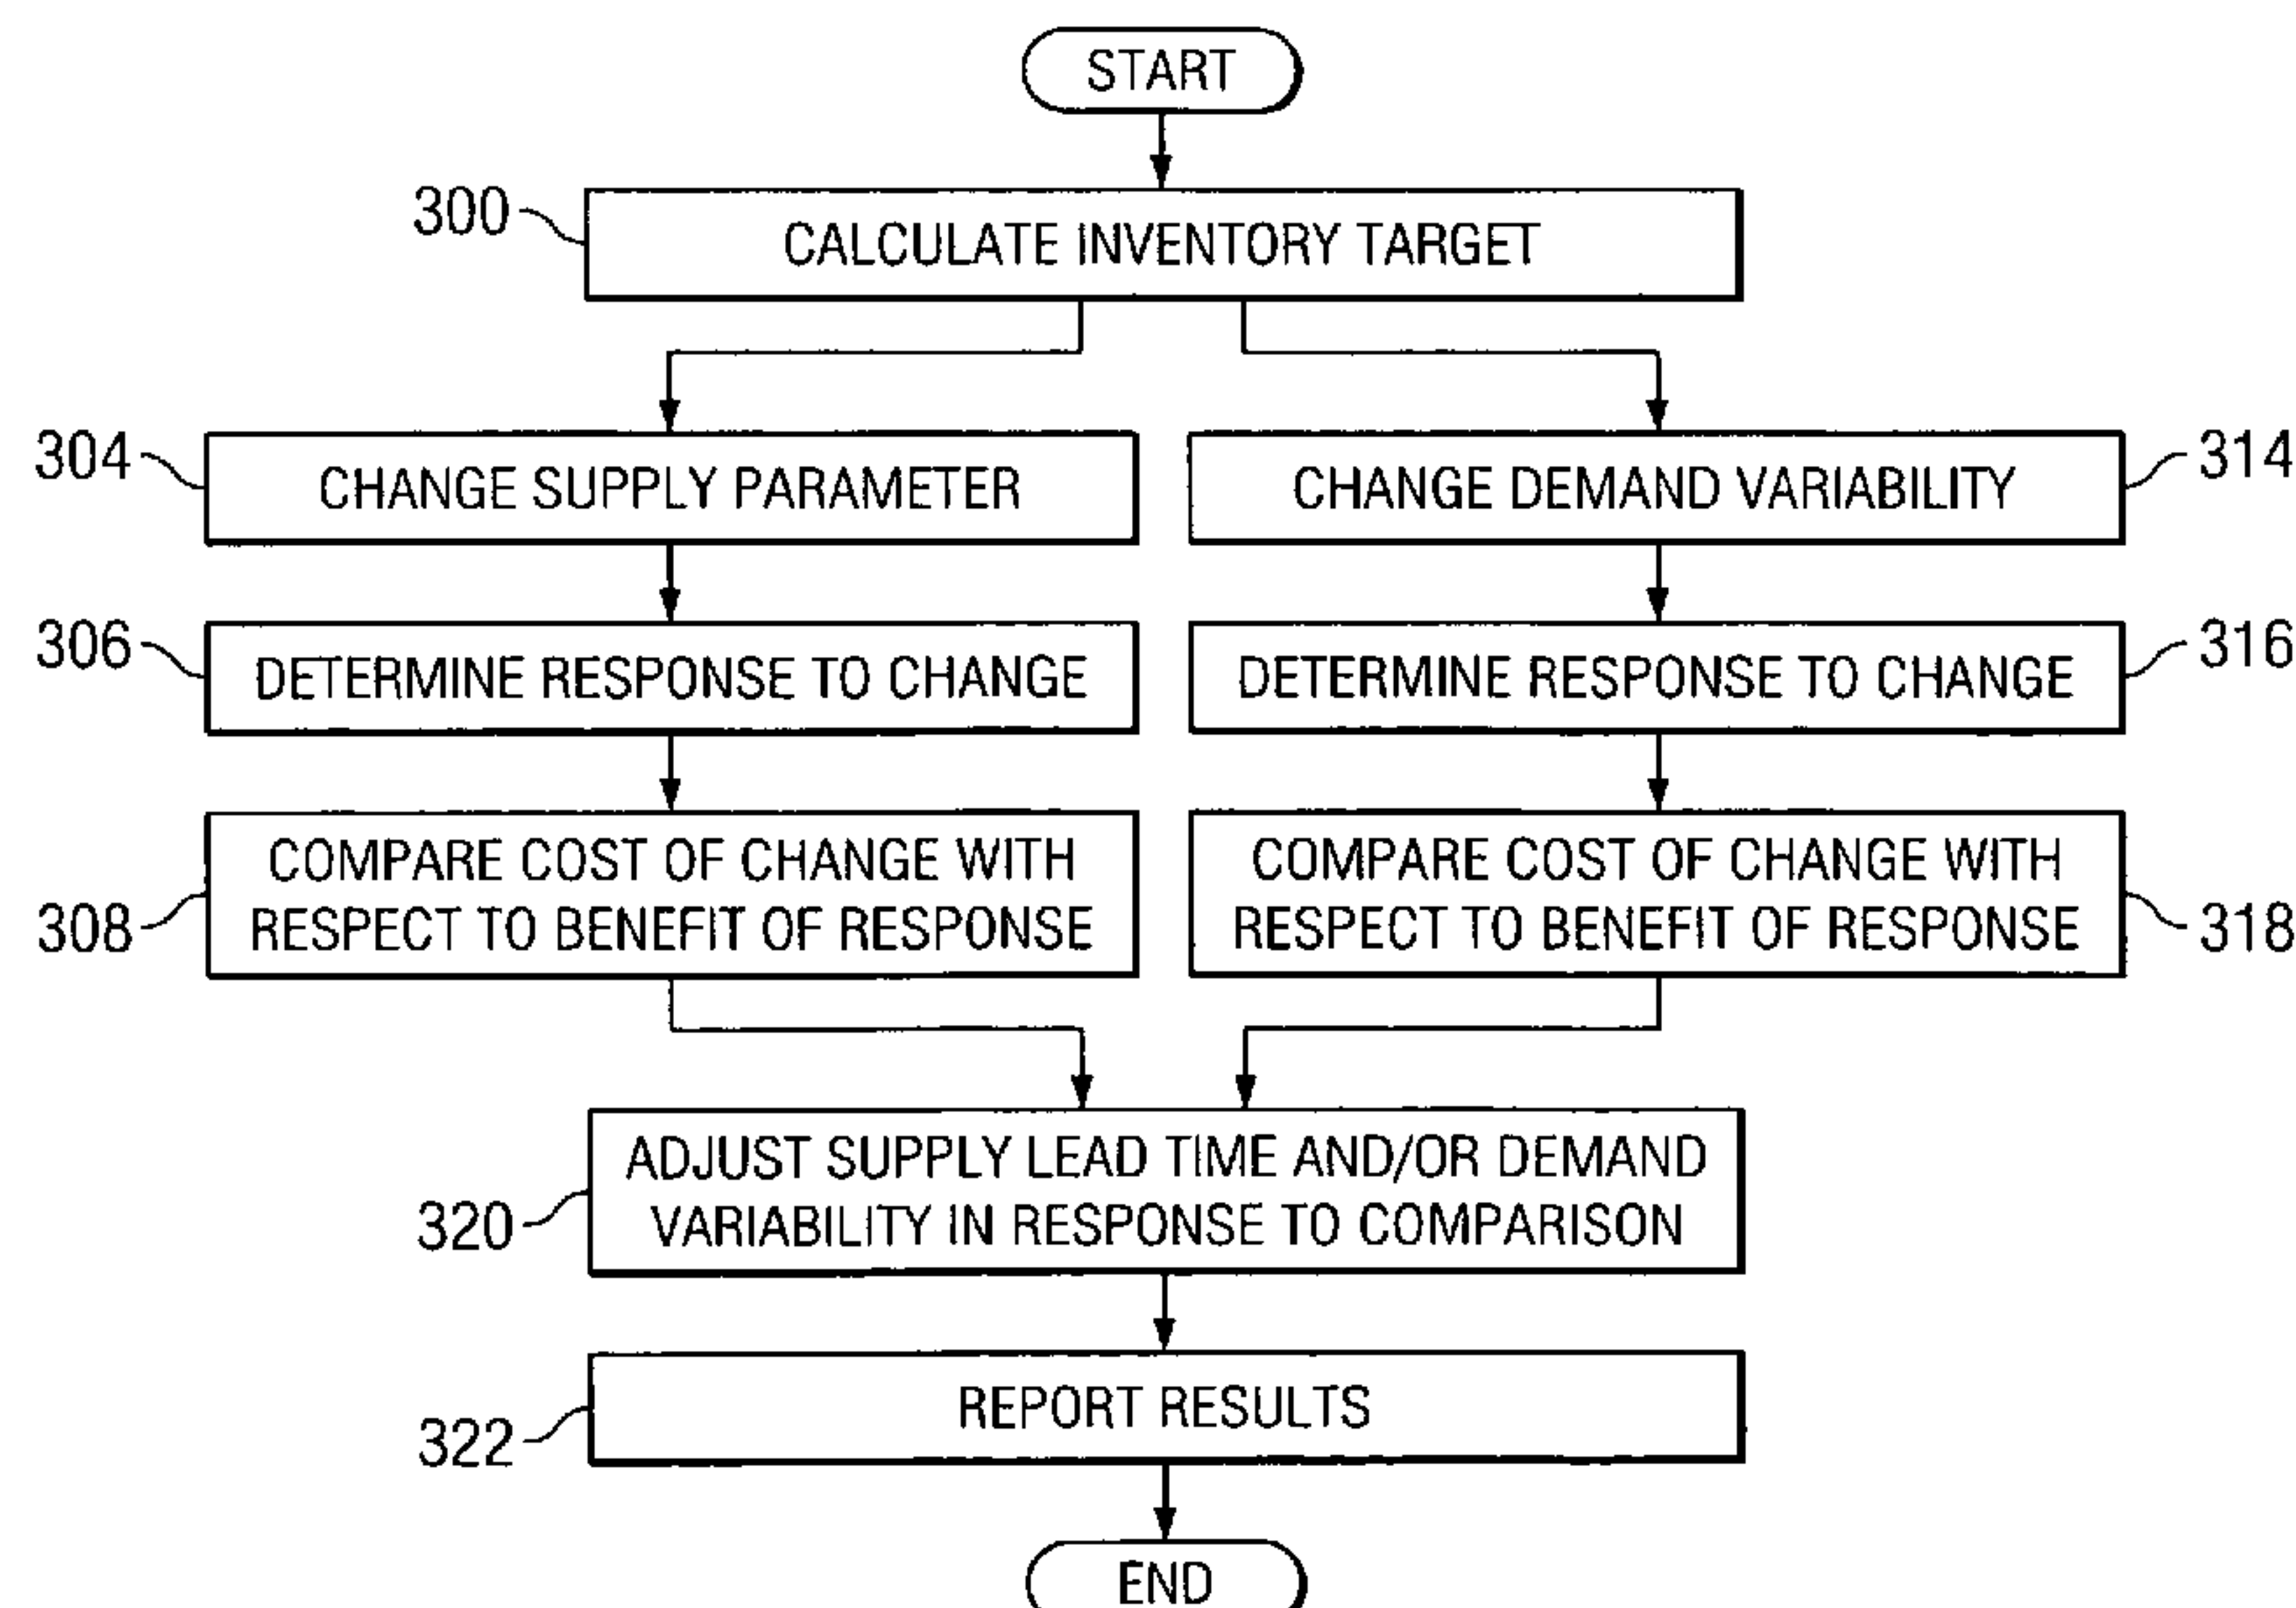 START
300
CALCULATE INVENTORY TARGET
304
CHANGE SUPPLY PARAMETER
CHANGE DEMAND VARIABILITY
314
306
DETERMINE RESPONSE TO CHANGE
DETERMINE RESPONSE TO CHANGE
316
308
COMPARE COST OF CHANGE WITH
RESPECT TO BENEFIT OF RESPONSE
COMPARE COST OF CHANGE WITH
RESPECT TO BENEFIT OF RESPONSE
318
320
ADJUST SUPPLY LEAD TIME AND/OR DEMAND
VARIABILITY IN RESPONSE TO COMPARISON
322
REPORT RESULTS
END